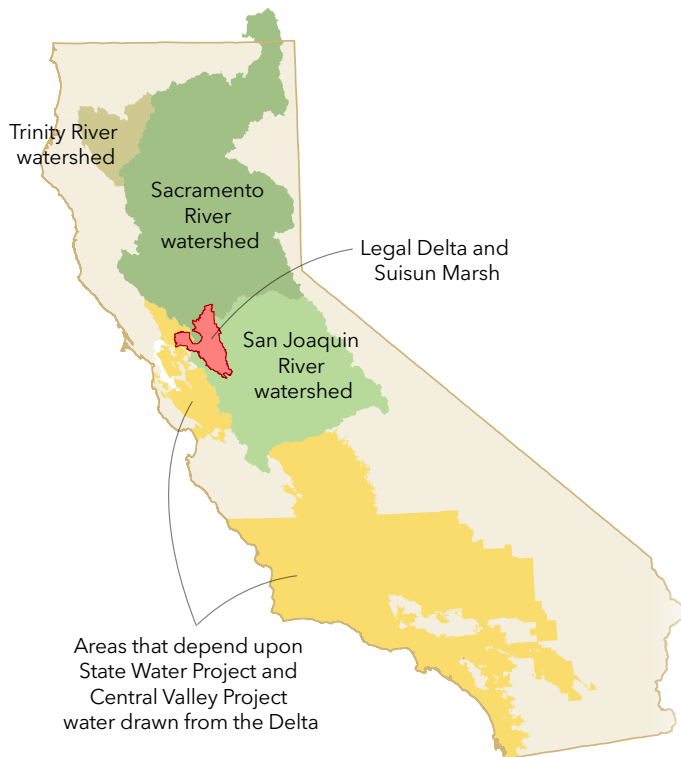 Trinity River
watershed
Sacramento
River
watershed
Legal Delta and
Suisun Marsh
San Joaquin
River
watershed
Areas that depend upon
State Water Project and
Central Valley Project
water drawn from the Delta